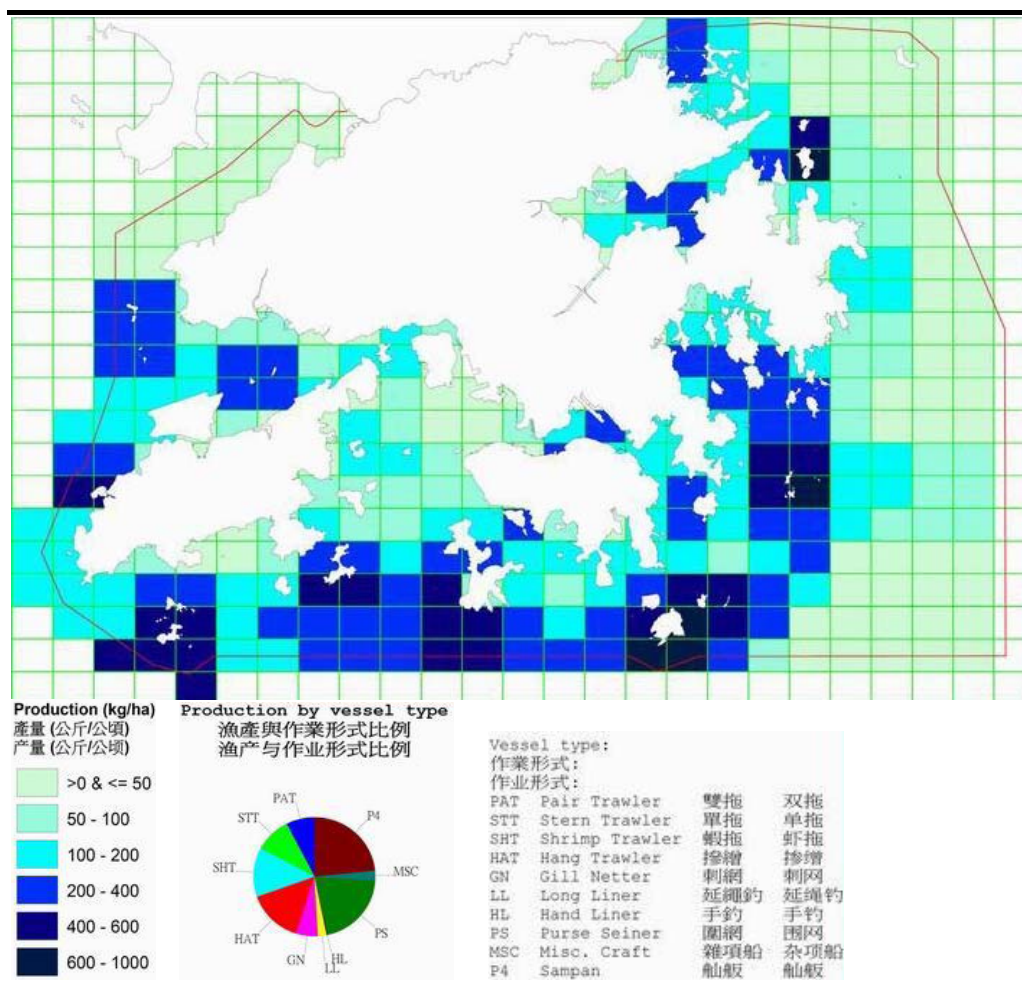 Production (kg/ha)
產量 (公斤/公頃)
产量 (公斤/公顷)
>0 & <= 50
50 - 100
100 - 200
200 - 400
400 - 600
600 - 1000
Production by vessel type
漁產與作業形式比例
渔产与作业形式比例
PAT
P4
STT
SHT
MSC
HAT
PS
GN
HL
LL
Vessel type:
作業形式:
作业形式:
PAT Pair Trawler 雙拖 双拖
STT Stern Trawler 單拖 单拖
SHT Shrimp Trawler 蝦拖 虾拖
HAT Hang Trawler 摻繒 掺缯
GN Gill Netter 刺網 刺网
LL Long Liner 延繩釣 延绳钓
HL Hand Liner 手釣 手钓
PS Purse Seiner 圍網 围网
MSC Misc. Craft 雜項船 杂项船
P4 Sampan 舢舨 舢舨